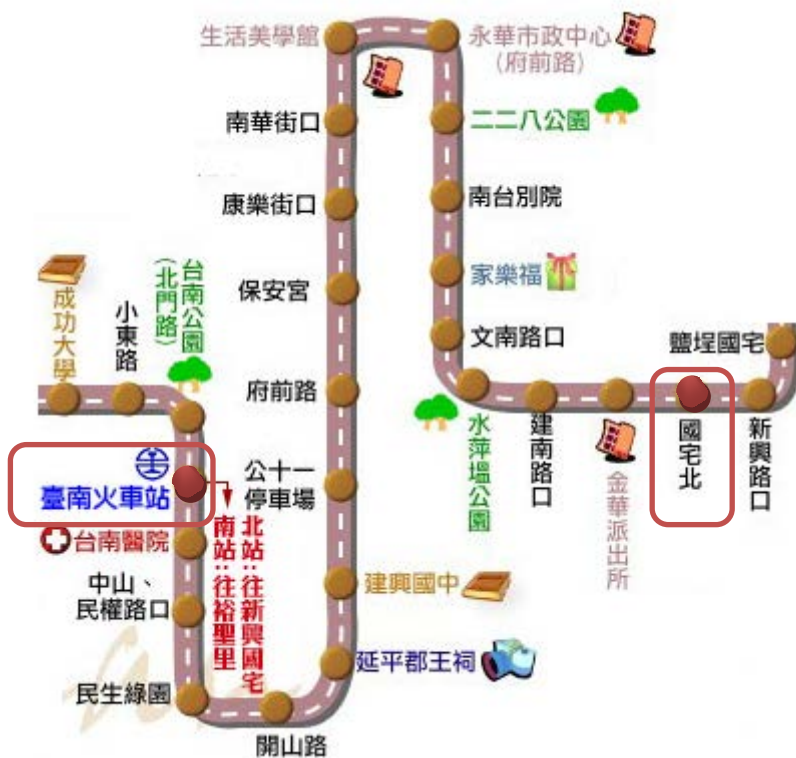 生活美學館
永華市政中心
(府前路)
南華街口
二二八公園
康樂街口
南台別院
保安宮
家樂福
文南路口
成功大學
小東路
台南公園
(北門路)
府前路
鹽埕國宅
水萍塭公園
建南路口
金華派出所
國宅北
新興路口
臺南火車站
公十一
停車場
北站：往新興國宅
南站：往裕聖里
台南醫院
中山、
民權路口
建興國中
延平郡王祠
民生綠園
開山路